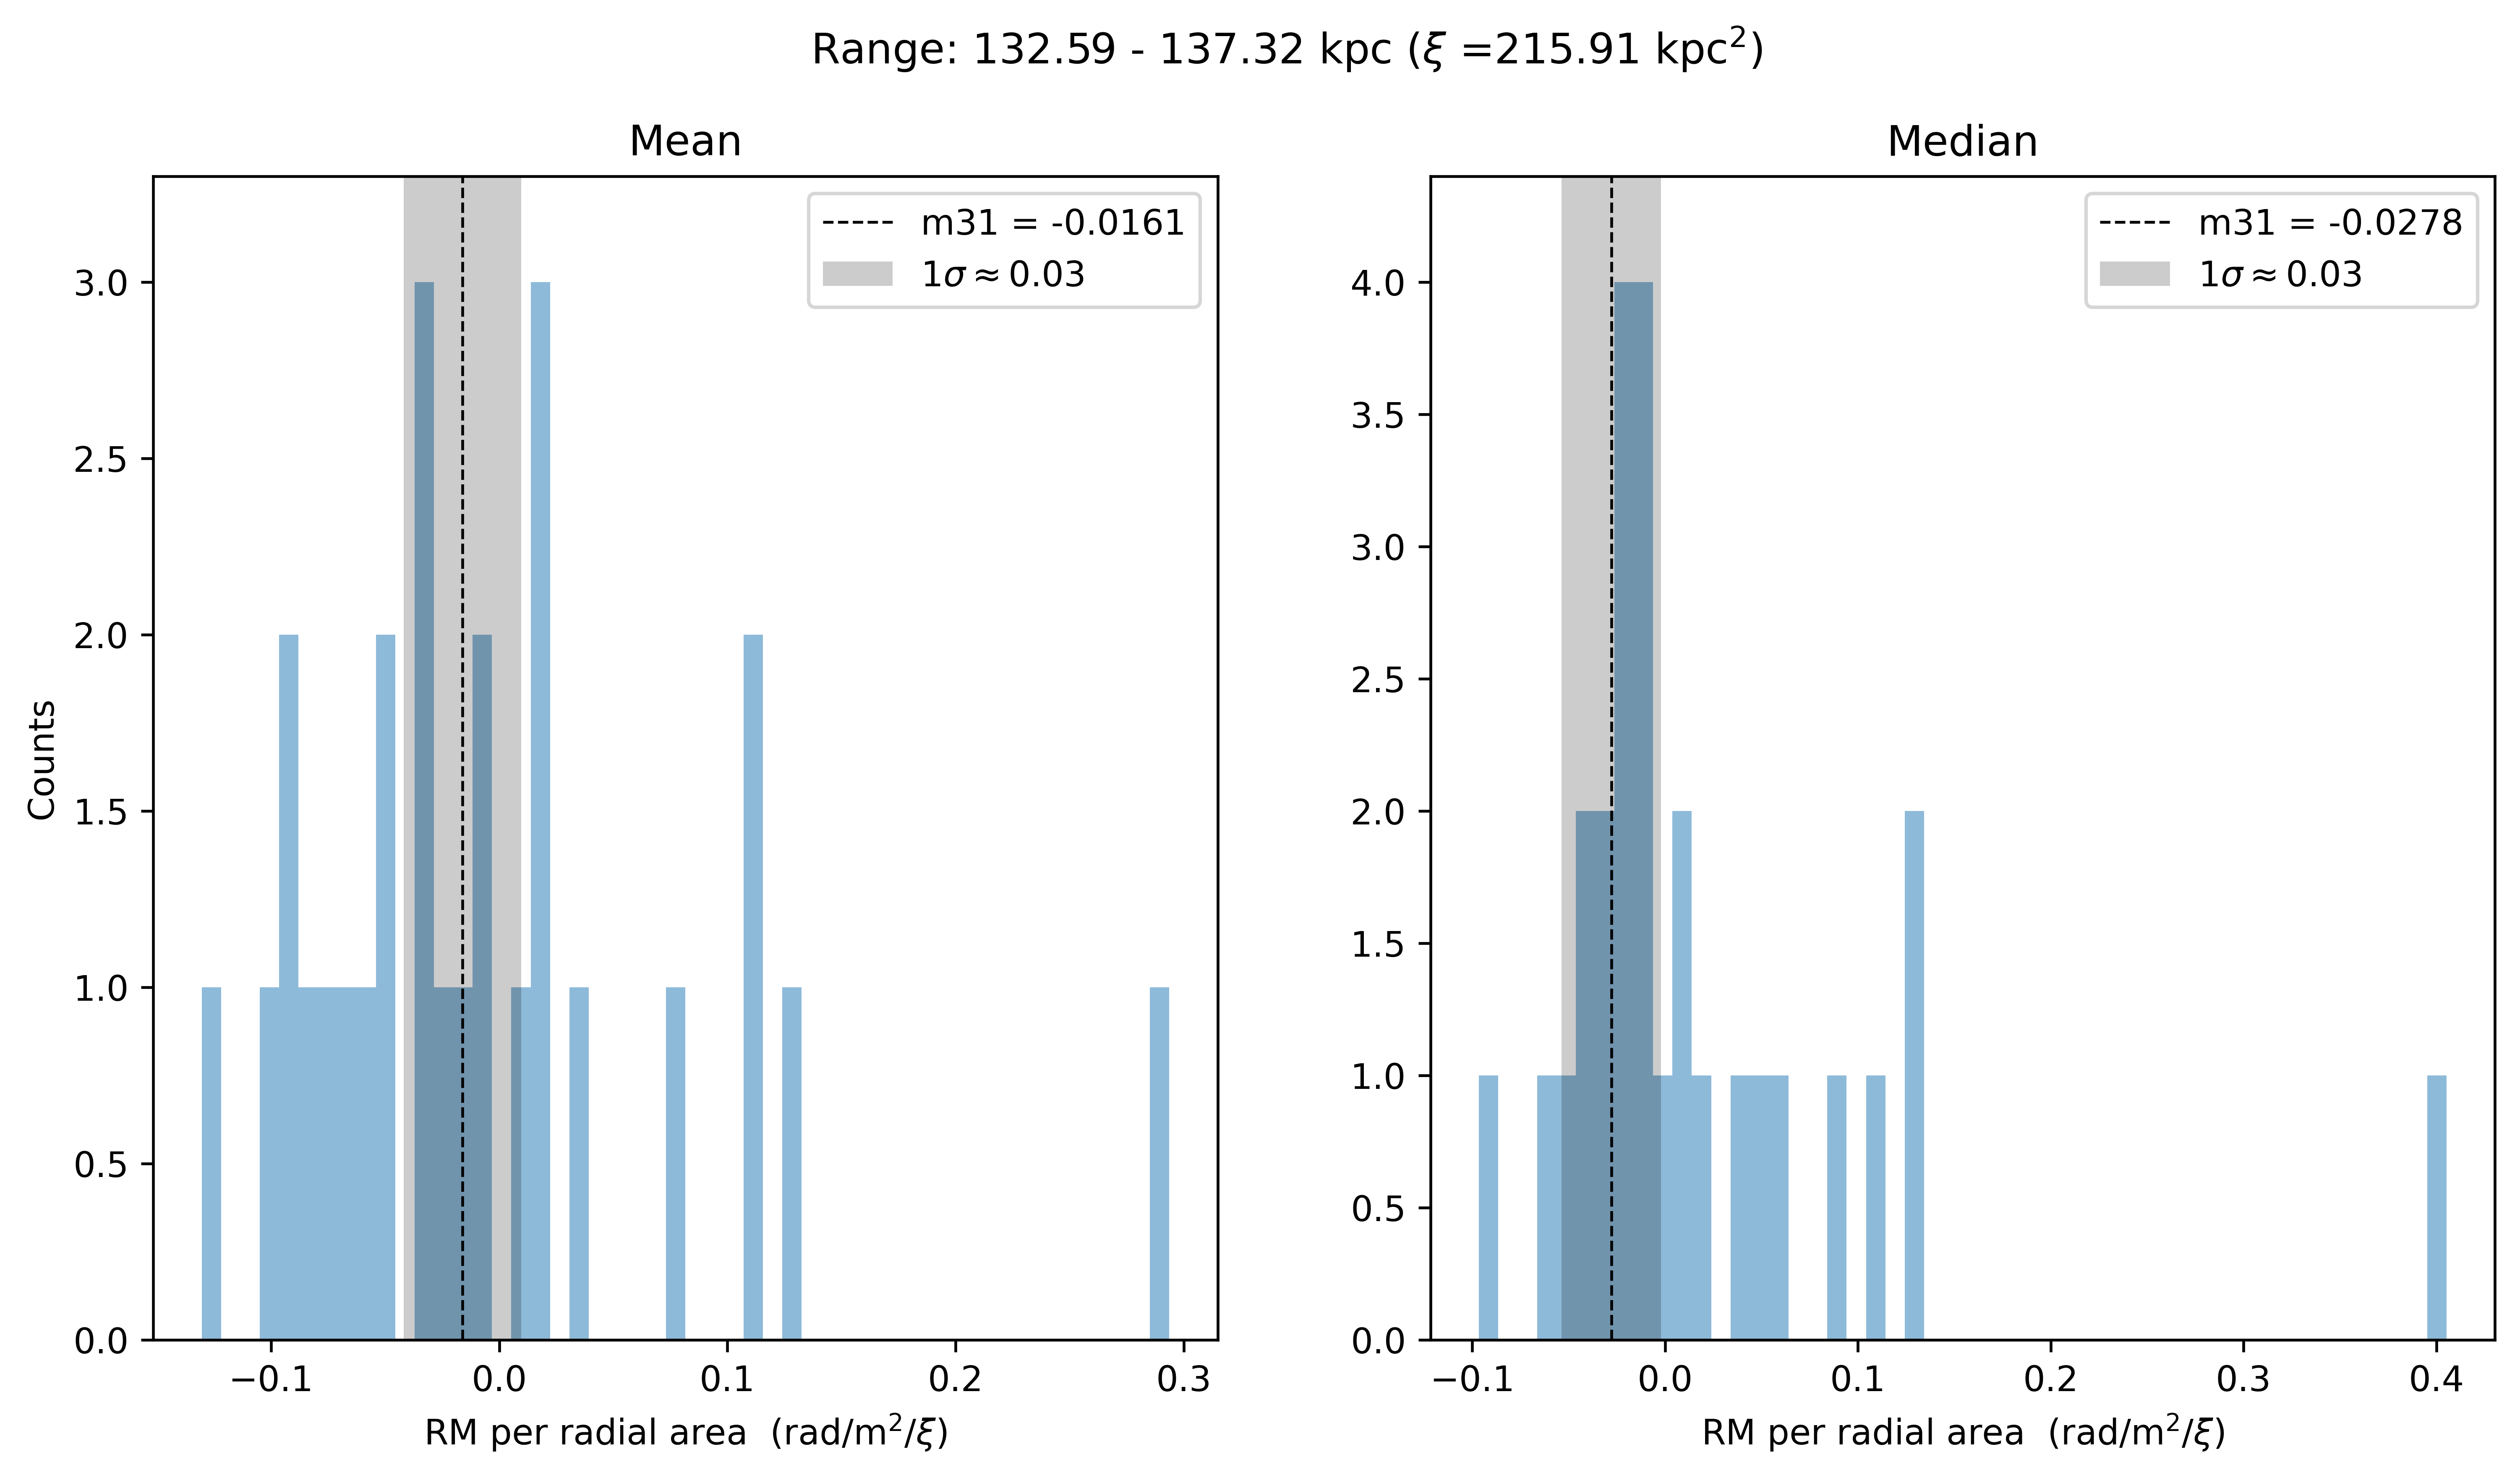 Range: 132.59 - 137.32 kpc (ξ =215.91 kpc²)
Mean
m31 = -0.0161
1σ ≈ 0.03
Counts
3.0
2.5
2.0
1.5
1.0
0.5
0.0
−0.1 0.0 0.1 0.2 0.3
RM per radial area (rad/m²/ξ)
Median
m31 = -0.0278
1σ ≈ 0.03
4.0
3.5
3.0
2.5
2.0
1.5
1.0
0.5
0.0
−0.1 0.0 0.1 0.2 0.3 0.4
RM per radial area (rad/m²/ξ)